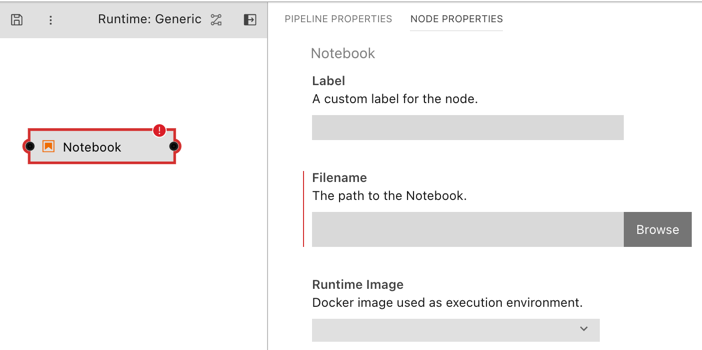 Runtime: Generic
PIPELINE PROPERTIES
NODE PROPERTIES
Notebook
Label
A custom label for the node.
!
Notebook
Filename
The path to the Notebook.
Browse
Runtime Image
Docker image used as execution environment.